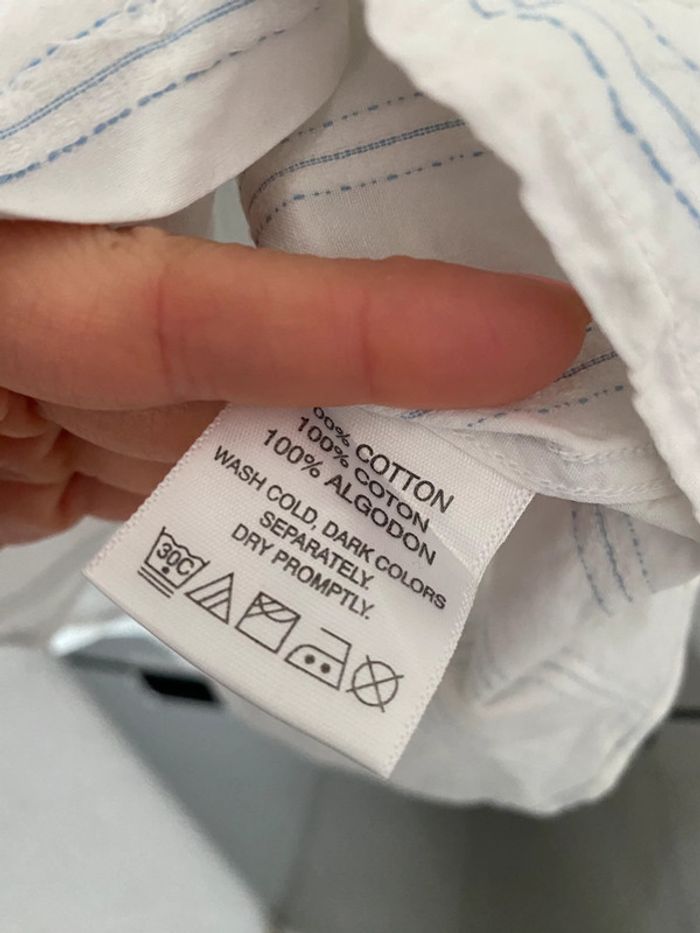 00% COTTON
100% COTON
100% ALGODON
WASH COLD, DARK COLORS
SEPARATELY.
DRY PROMPTLY.
30C